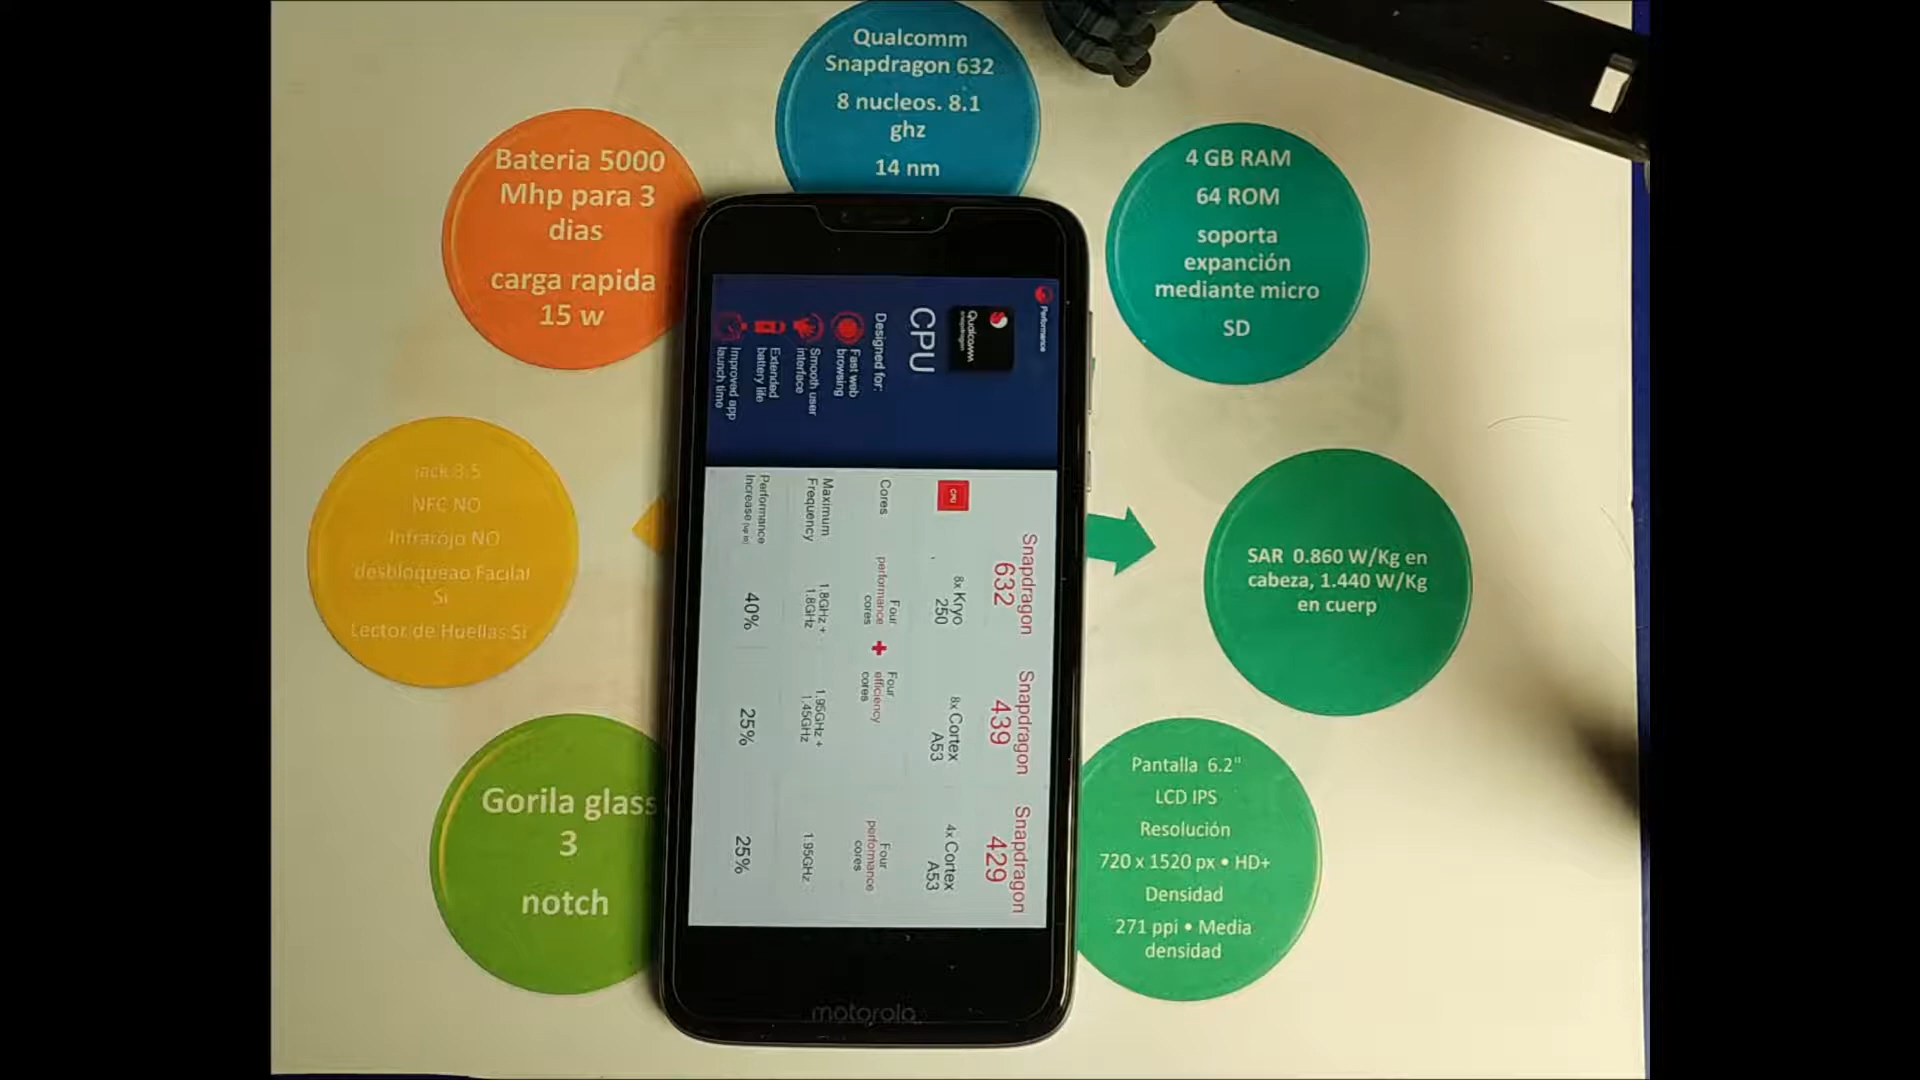 Qualcomm
Snapdragon 632
8 nucleos. 8.1
ghz
14 nm
Bateria 5000
Mhp para 3
dias
carga rapida
15 w
4 GB RAM
64 ROM
soporta
expanción
mediante micro
SD
Jack 3.5
NFC NO
Infrarojo NO
desbloqueao Facilal
Si
Lector de Huellas Si
SAR 0.860 W/Kg en
cabeza, 1.440 W/Kg
en cuerp
Gorila glass
3
notch
Pantalla 6.2"
LCD IPS
Resolución
720 x 1520 px • HD+
Densidad
271 ppi • Media
densidad
Performance
Qualcomm
snapdragon
CPU
Designed for:
Fast web
browsing
Smooth user
interface
Extended
battery life
Improved app
launch time
Snapdragon
632
Snapdragon
439
Snapdragon
429
CPU
8x Kryo
250
8x Cortex
A53
4x Cortex
A53
Cores
Four
performance
cores
+
Four
efficiency
cores
Four
performance
cores
Maximum
Frequency
1.8GHz +
1.8GHz
1.95GHz +
1.45GHz
1.95GHz
Performance
Increase (up to)
40%
25%
25%
motorola